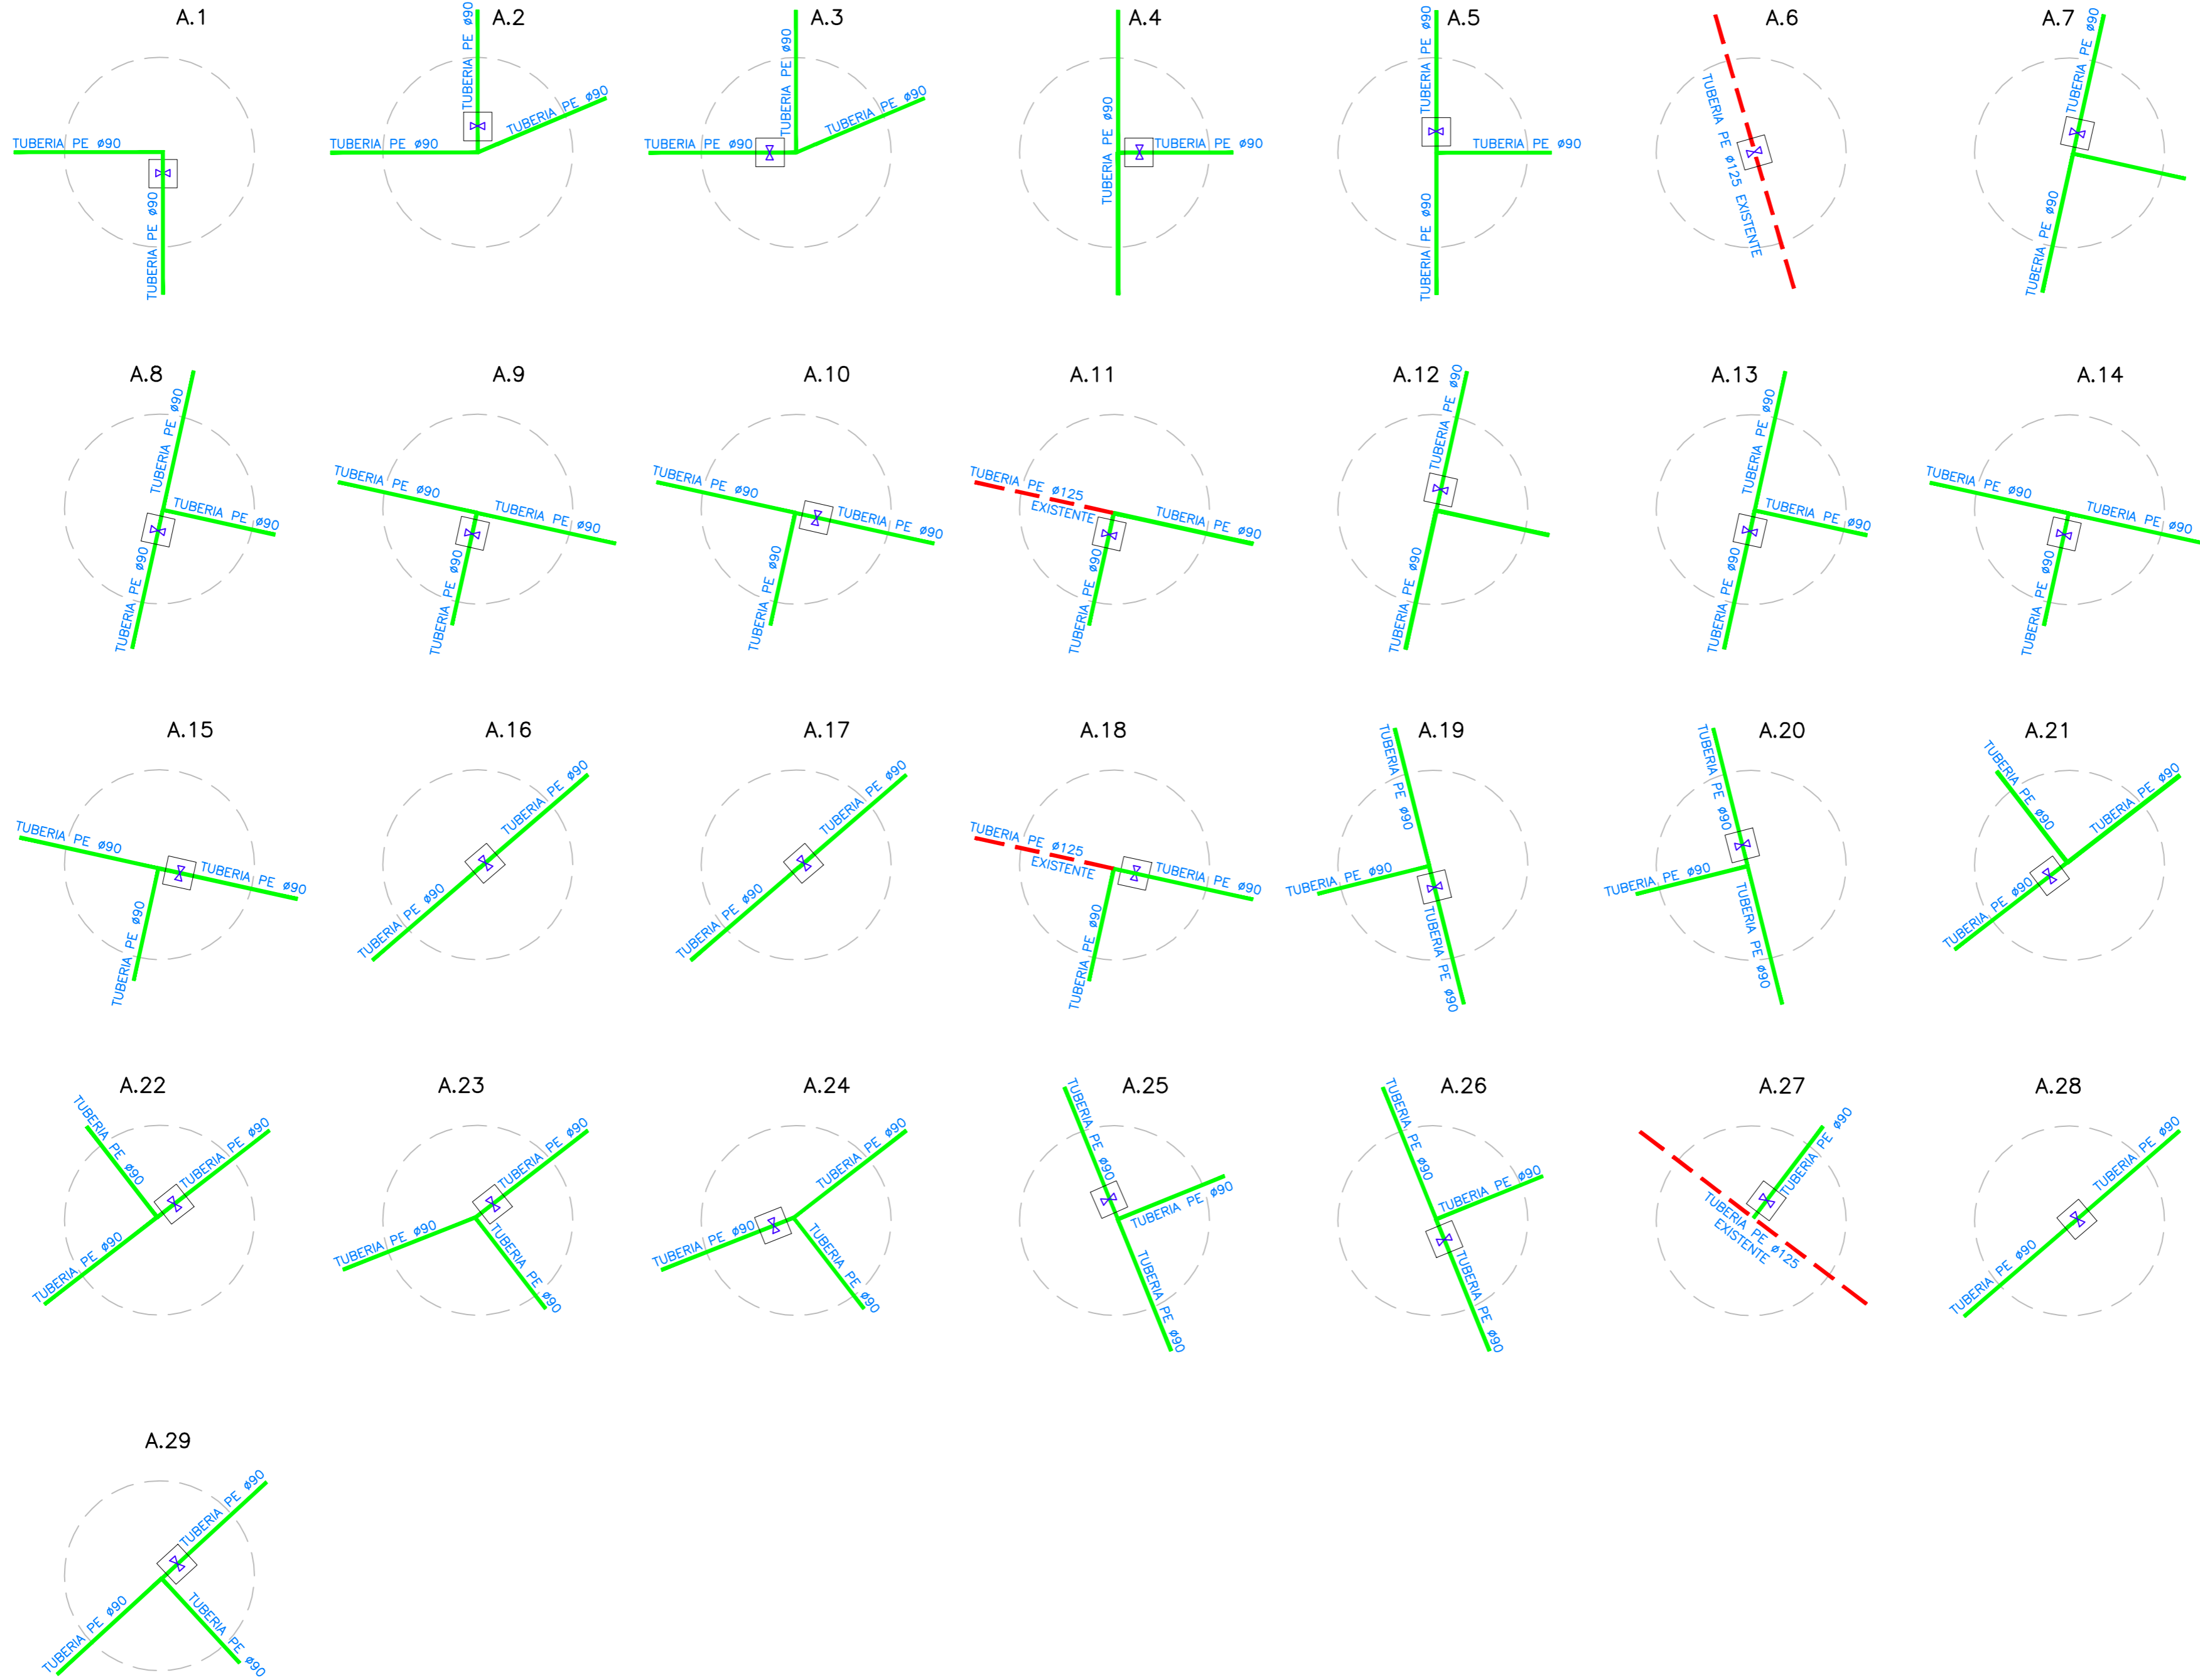 A.1
TUBERIA PE ø90
TUBERIA PE ø90
A.2
TUBERIA PE ø90
TUBERIA PE ø90
TUBERIA PE ø90
A.3
TUBERIA PE ø90
TUBERIA PE ø90
TUBERIA PE ø90
A.4
TUBERIA PE ø90
TUBERIA PE ø90
A.5
TUBERIA PE ø90
TUBERIA PE ø90
TUBERIA PE ø90
A.6
TUBERIA PE ø125 EXISTENTE
A.7
TUBERIA PE ø90
TUBERIA PE ø90
A.8
TUBERIA PE ø90
TUBERIA PE ø90
TUBERIA PE ø90
A.9
TUBERIA PE ø90
TUBERIA PE ø90
TUBERIA PE ø90
A.10
TUBERIA PE ø90
TUBERIA PE ø90
TUBERIA PE ø90
A.11
TUBERIA PE ø125
EXISTENTE
TUBERIA PE ø90
TUBERIA PE ø90
A.12
TUBERIA PE ø90
TUBERIA PE ø90
A.13
TUBERIA PE ø90
TUBERIA PE ø90
TUBERIA PE ø90
A.14
TUBERIA PE ø90
TUBERIA PE ø90
TUBERIA PE ø90
A.15
TUBERIA PE ø90
TUBERIA PE ø90
TUBERIA PE ø90
A.16
TUBERIA PE ø90
TUBERIA PE ø90
A.17
TUBERIA PE ø90
TUBERIA PE ø90
A.18
TUBERIA PE ø125
EXISTENTE
TUBERIA PE ø90
TUBERIA PE ø90
A.19
TUBERIA PE ø90
TUBERIA PE ø90
TUBERIA PE ø90
A.20
TUBERIA PE ø90
TUBERIA PE ø90
TUBERIA PE ø90
A.21
TUBERIA PE ø90
TUBERIA PE ø90
TUBERIA PE ø90
A.22
TUBERIA PE ø90
TUBERIA PE ø90
TUBERIA PE ø90
A.23
TUBERIA PE ø90
TUBERIA PE ø90
TUBERIA PE ø90
A.24
TUBERIA PE ø90
TUBERIA PE ø90
TUBERIA PE ø90
A.25
TUBERIA PE ø90
TUBERIA PE ø90
TUBERIA PE ø90
A.26
TUBERIA PE ø90
TUBERIA PE ø90
TUBERIA PE ø90
A.27
TUBERIA PE ø90
TUBERIA PE ø125
EXISTENTE
A.28
TUBERIA PE ø90
TUBERIA PE ø90
A.29
TUBERIA PE ø90
TUBERIA PE ø90
TUBERIA PE ø90